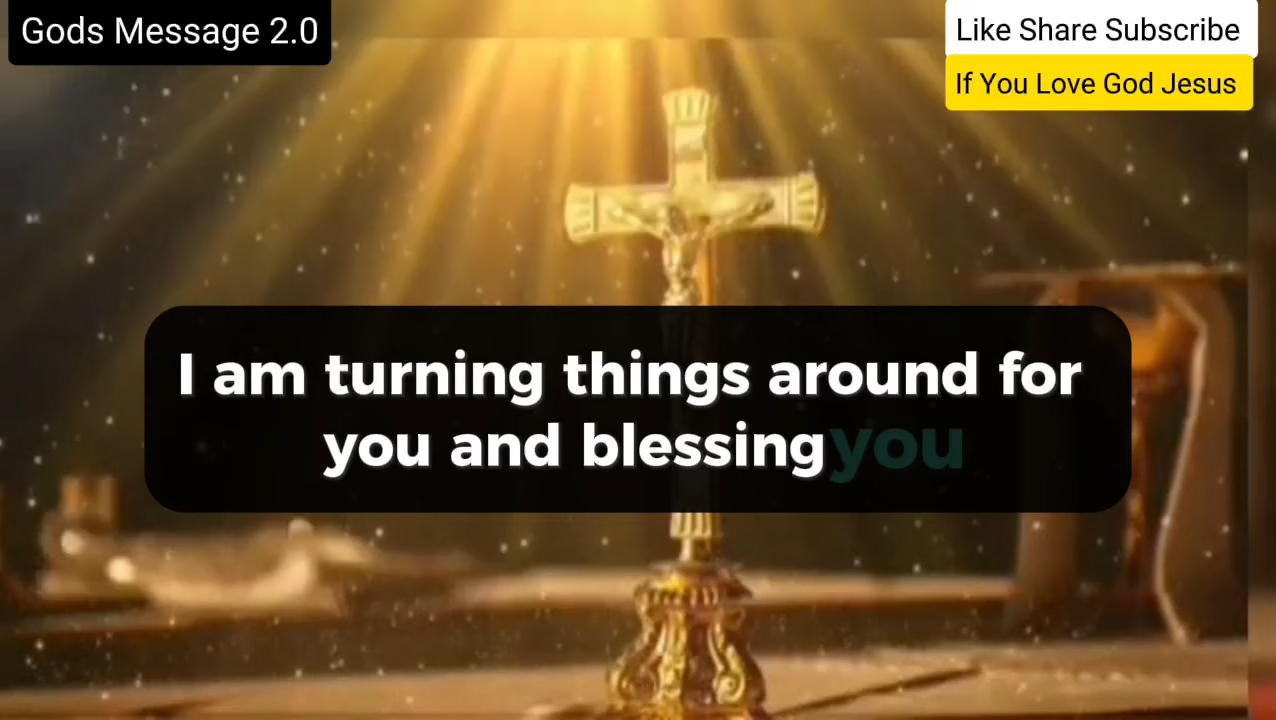 Gods Message 2.0
Like Share Subscribe
If You Love God Jesus
I am turning things around for
you and blessing you